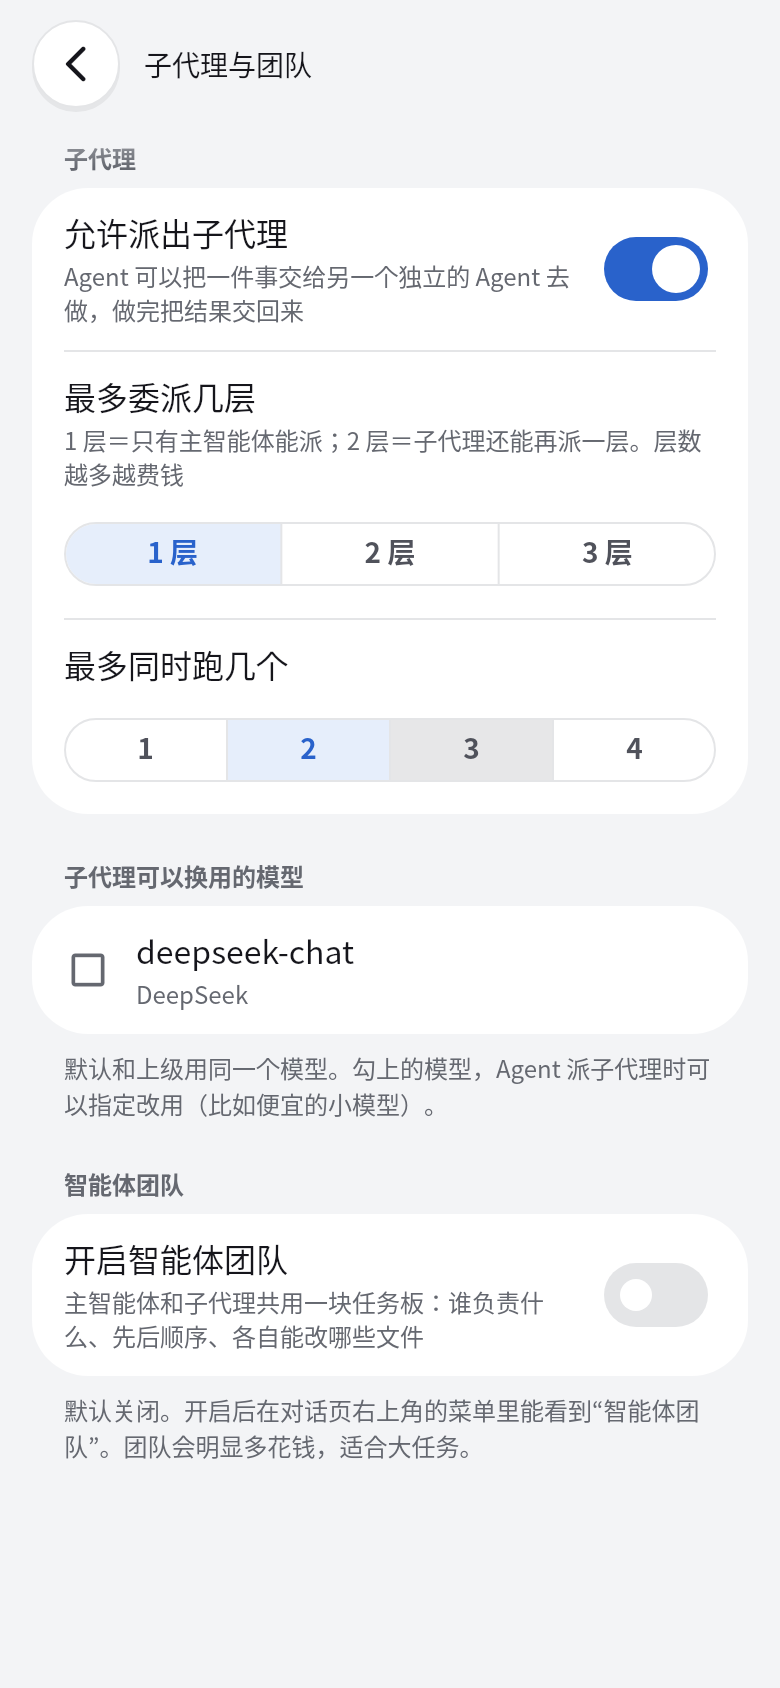 子代理与团队
子代理
允许派出子代理
Agent 可以把一件事交给另一个独立的 Agent 去
做，做完把结果交回来
最多委派几层
1 层＝只有主智能体能派；2 层＝子代理还能再派一层。层数
越多越费钱
1 层 2 层 3 层
最多同时跑几个
1 2 3 4
子代理可以换用的模型
deepseek-chat
DeepSeek
默认和上级用同一个模型。勾上的模型，Agent 派子代理时可
以指定改用（比如便宜的小模型）。
智能体团队
开启智能体团队
主智能体和子代理共用一块任务板：谁负责什
么、先后顺序、各自能改哪些文件
默认关闭。开启后在对话页右上角的菜单里能看到“智能体团
队”。团队会明显多花钱，适合大任务。